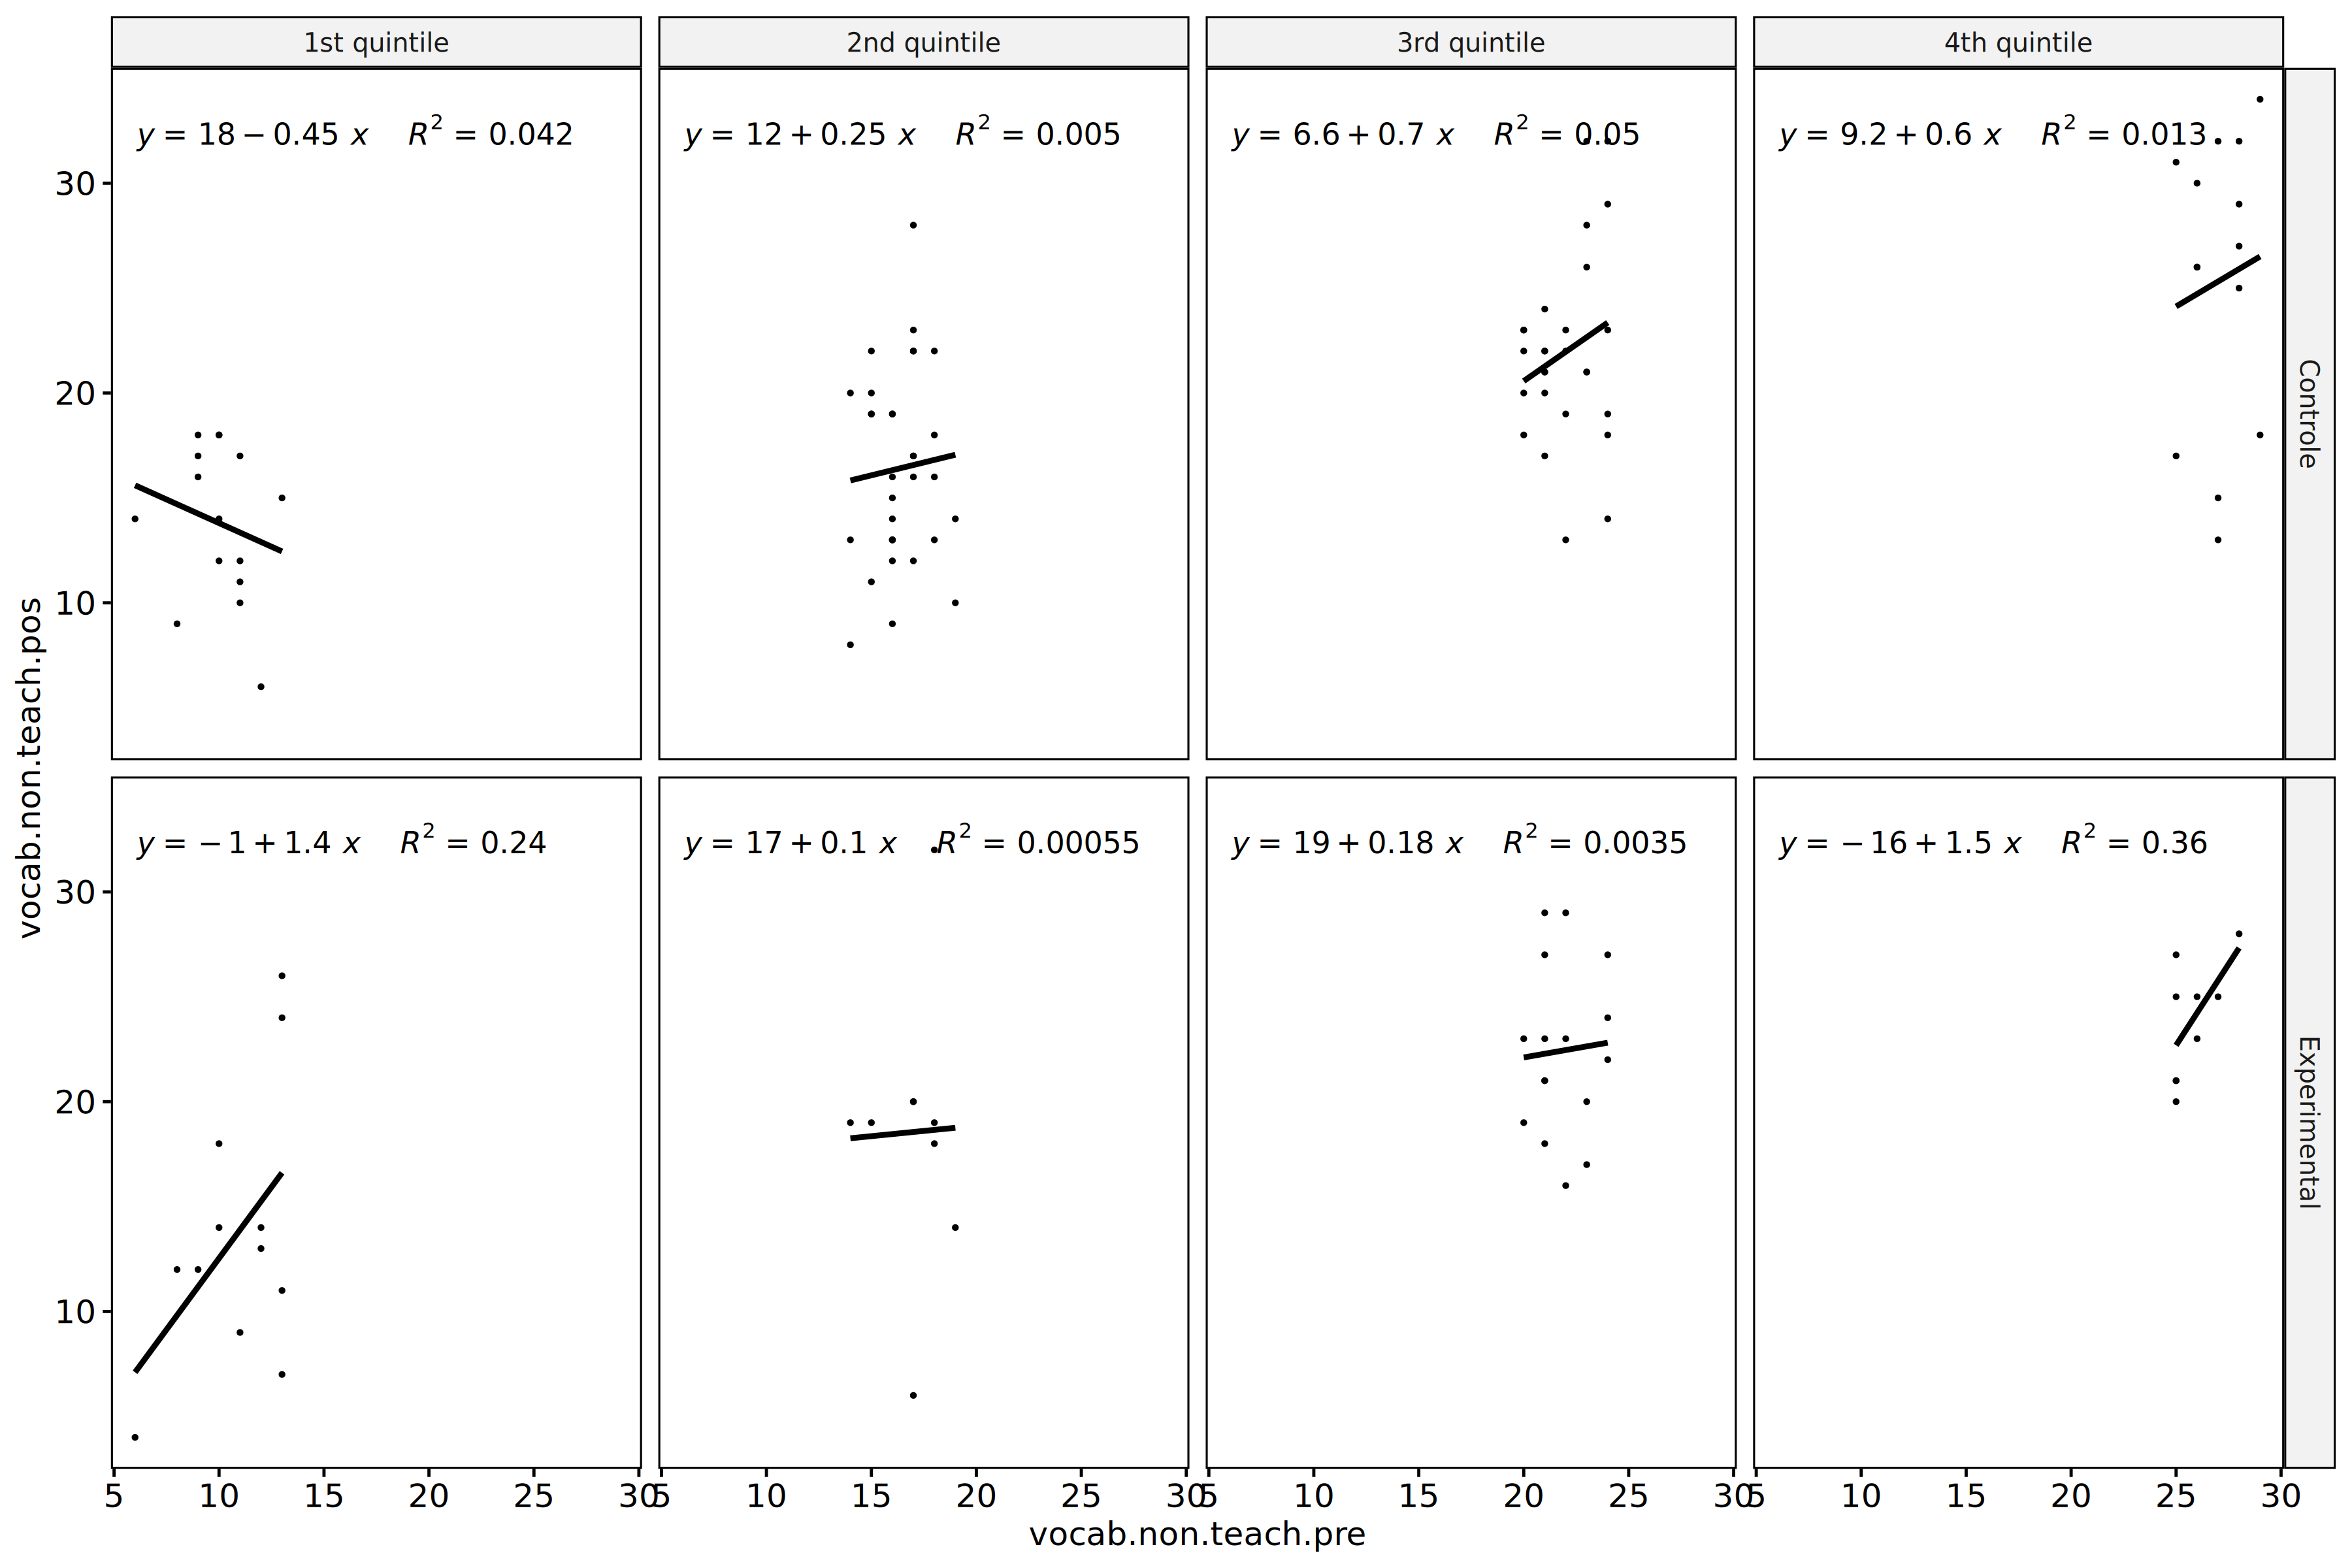 1st quintile 2nd quintile 3rd quintile 4th quintile
y = 18 − 0.45 x R² = 0.042
y = 12 + 0.25 x R² = 0.005
y = 6.6 + 0.7 x R² = 0.05
y = 9.2 + 0.6 x R² = 0.013
30
20
10
Controle
y = − 1 + 1.4 x R² = 0.24
y = 17 + 0.1 x R² = 0.00055
y = 19 + 0.18 x R² = 0.0035
y = − 16 + 1.5 x R² = 0.36
30
20
10
Experimental
vocab.non.teach.pos
5 10 15 20 25 30 5 10 15 20 25 30 5 10 15 20 25 30 5 10 15 20 25 30
vocab.non.teach.pre